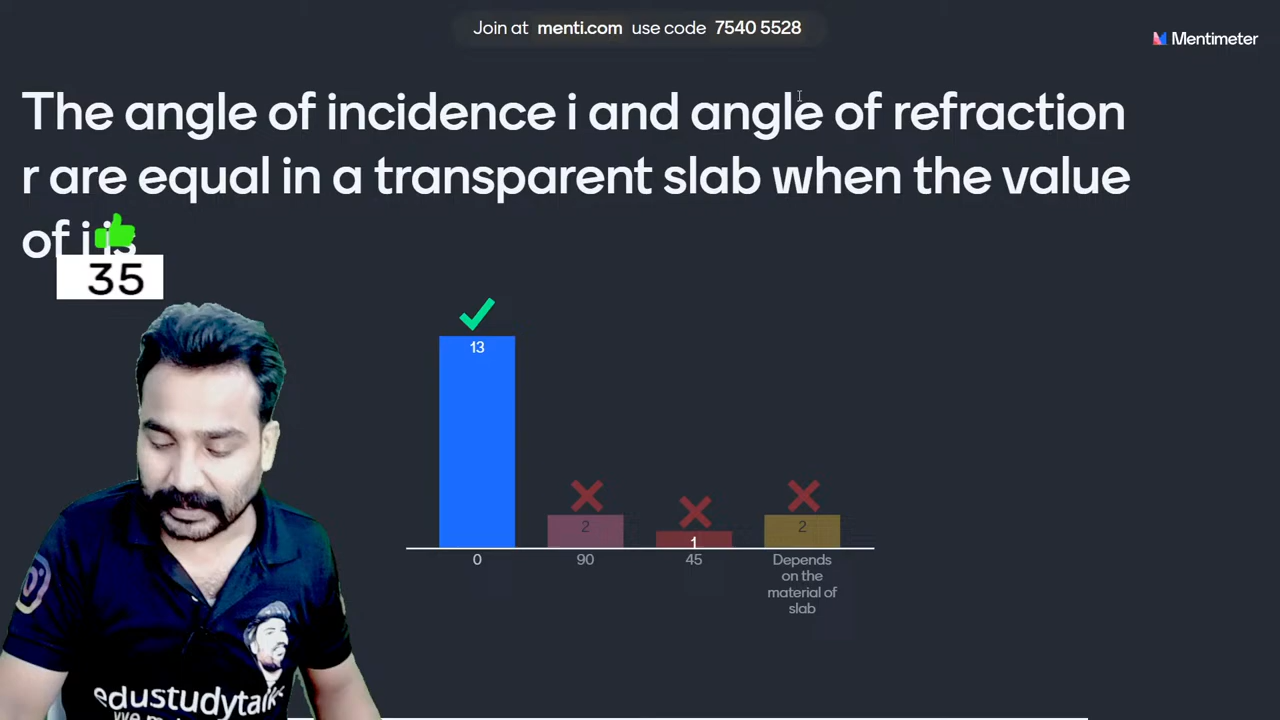 Join at menti.com use code 7540 5528
Mentimeter
The angle of incidence i and angle of refraction
r are equal in a transparent slab when the value
of i is
35
13
2
1
2
0
90
45
Depends
on the
material of
slab
edustudytalk